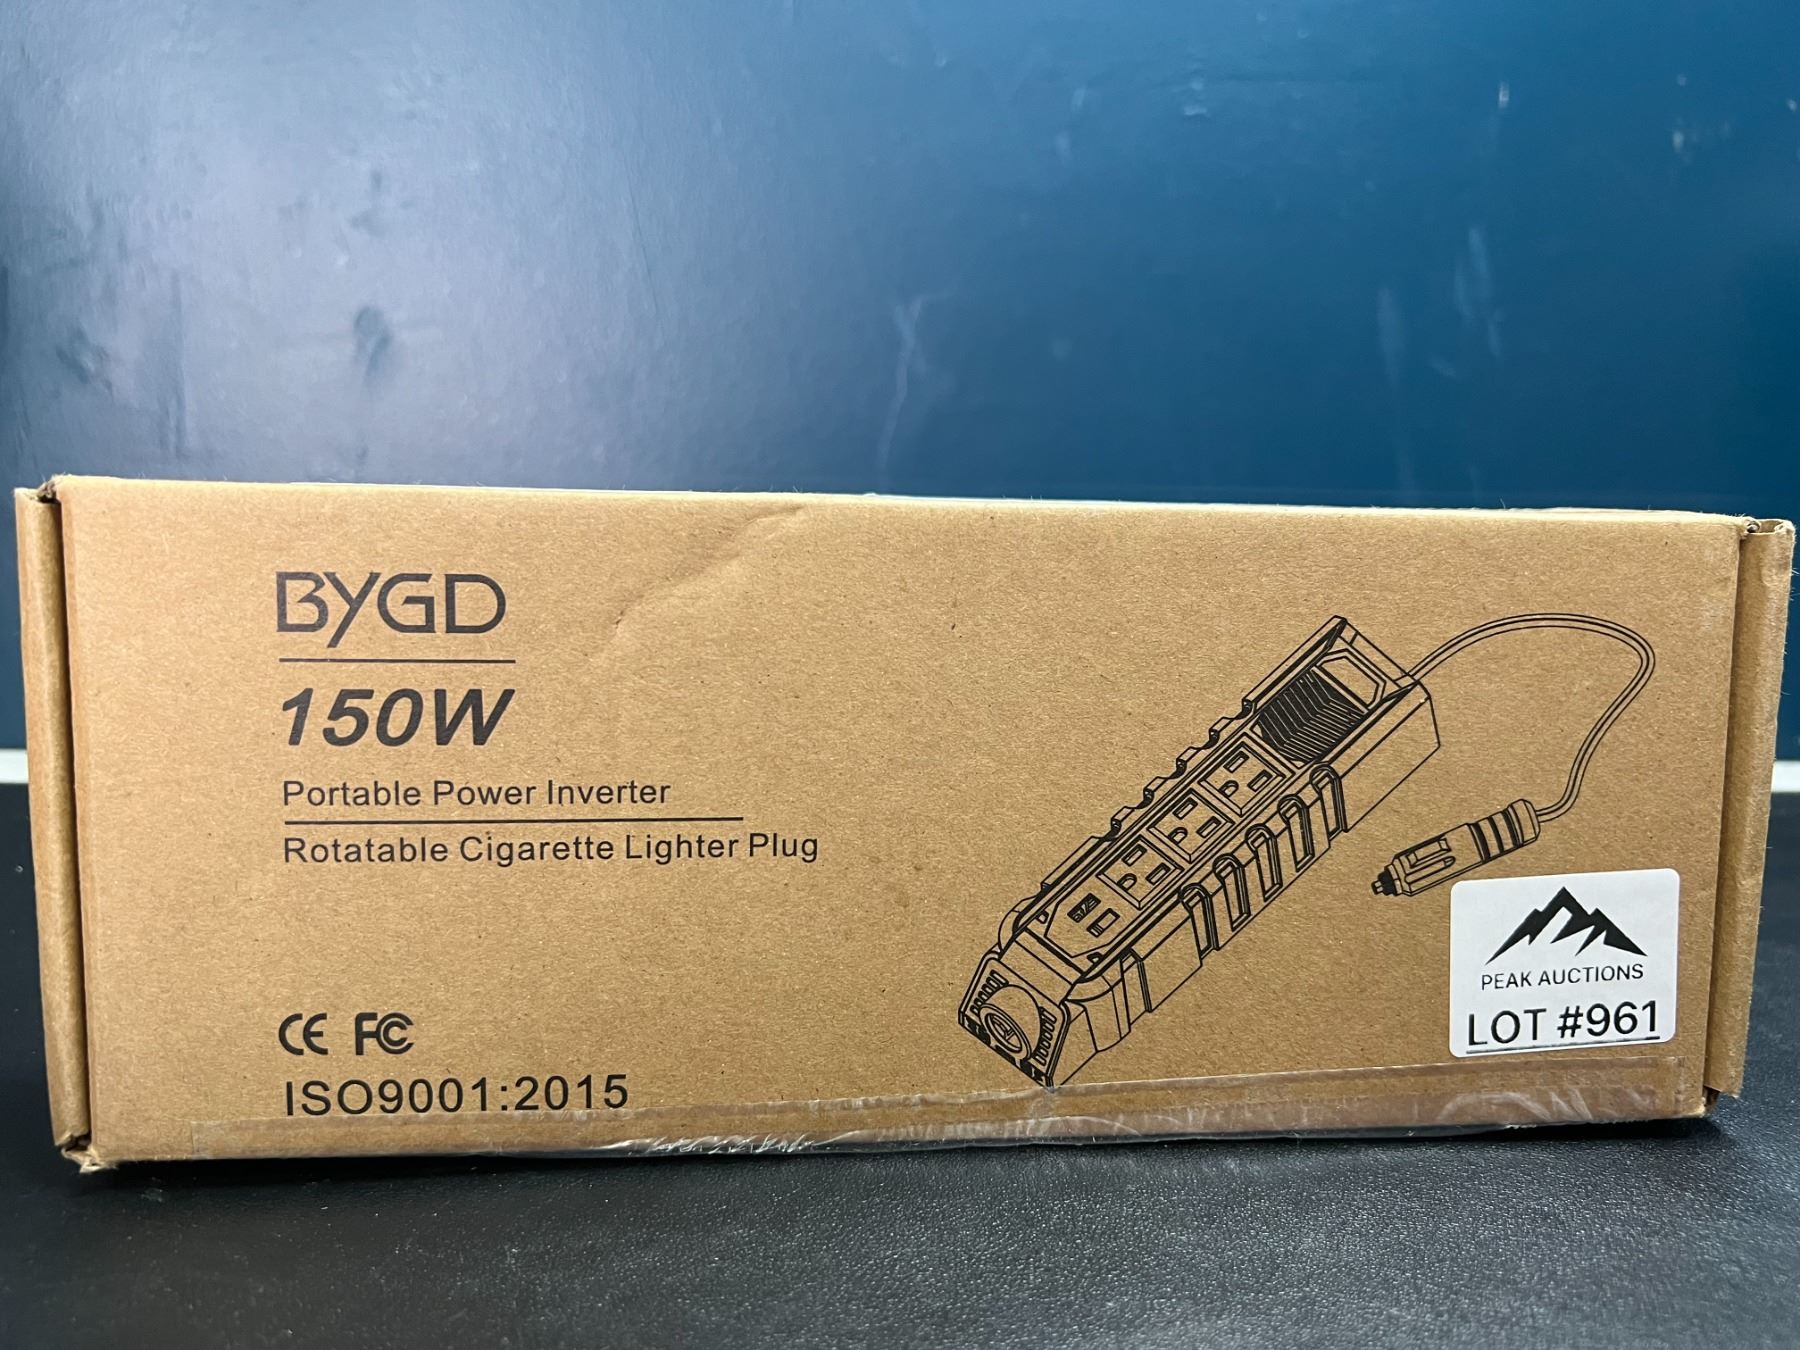 BYGD
150W
Portable Power Inverter
Rotatable Cigarette Lighter Plug
CE FC
ISO9001:2015
PEAK AUCTIONS
LOT #961